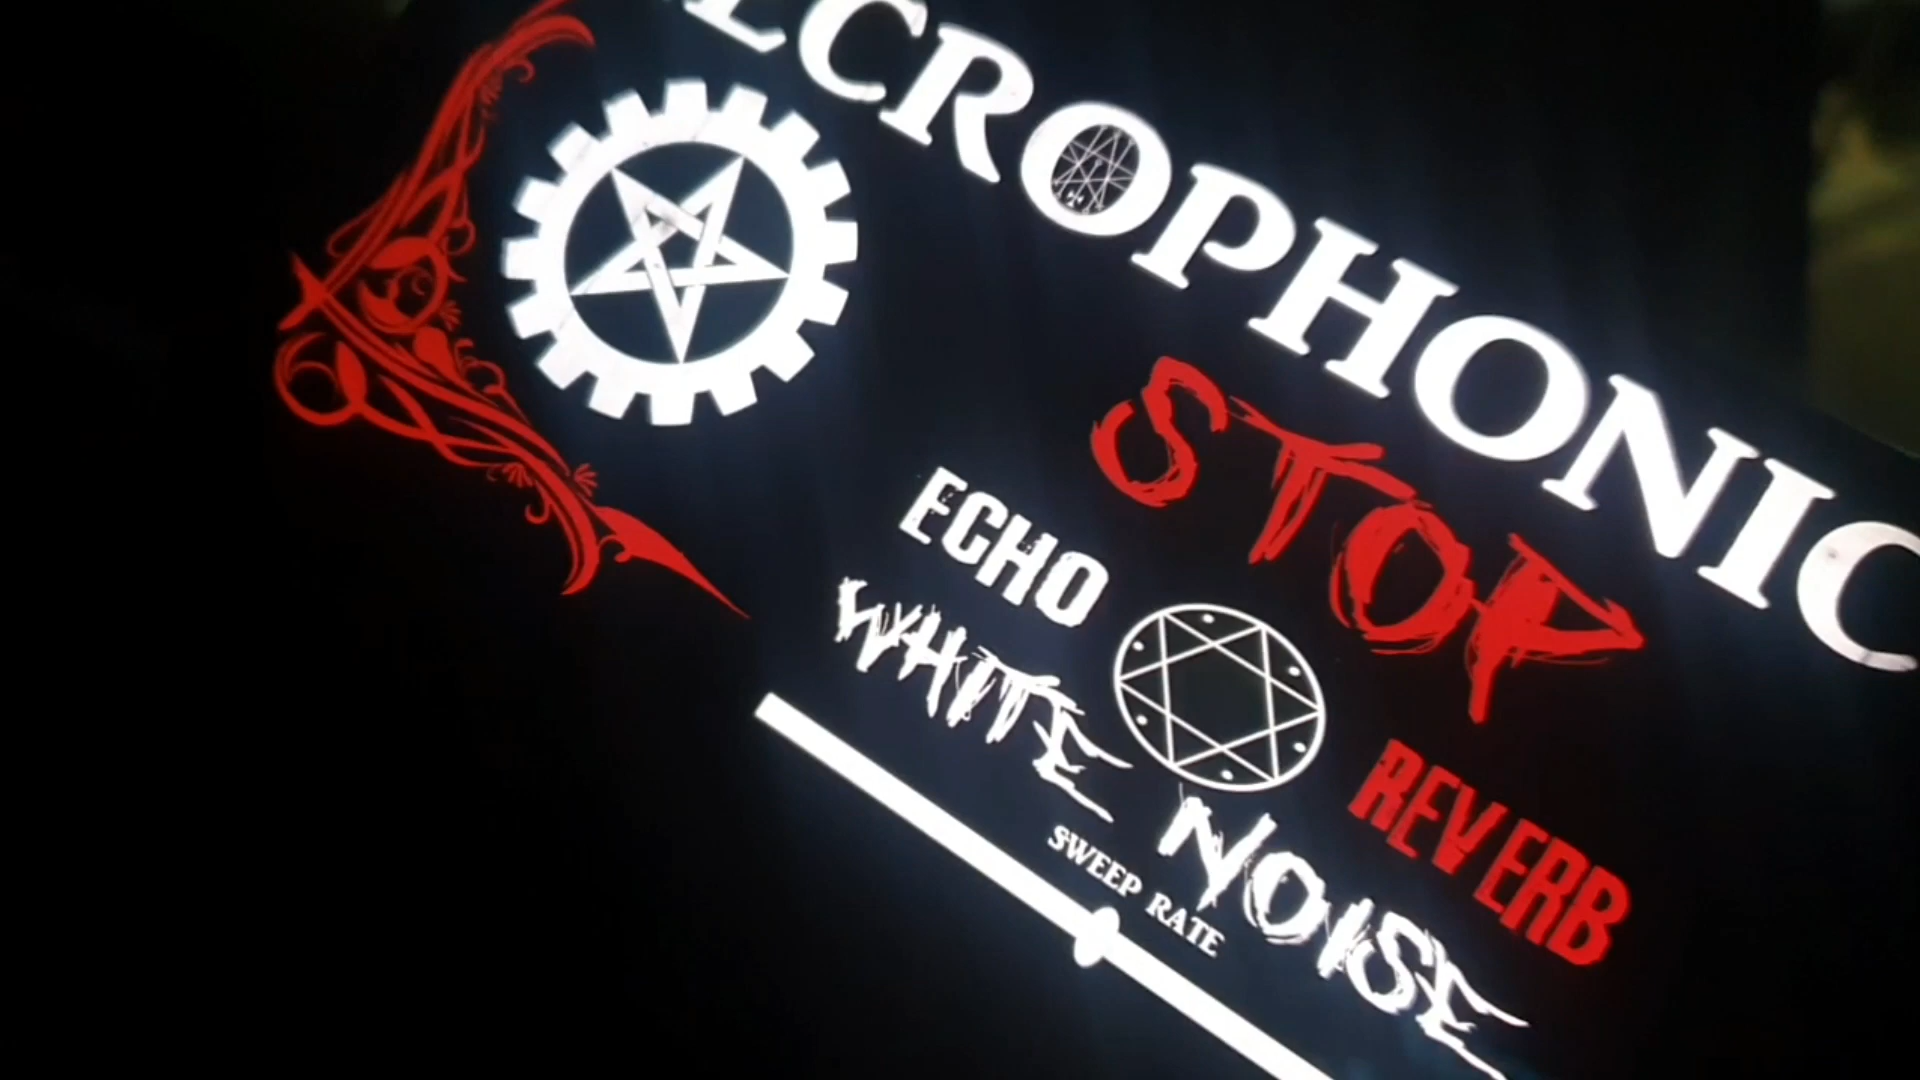 ECROPHONIC
STOP
ECHO
REVERB
WHITE NOISE
SWEEP RATE